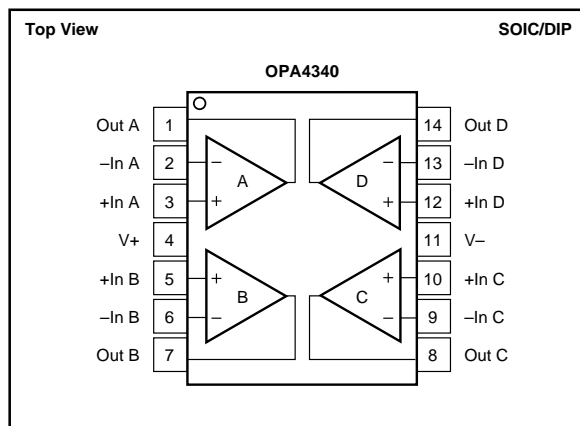 Top View
SOIC/DIP
OPA4340
Out A 1 14 Out D
–In A 2 – – 13 –In D
A D
+In A 3 + + 12 +In D
V+ 4 11 V–
+In B 5 + + 10 +In C
B C
–In B 6 – – 9 –In C
Out B 7 8 Out C